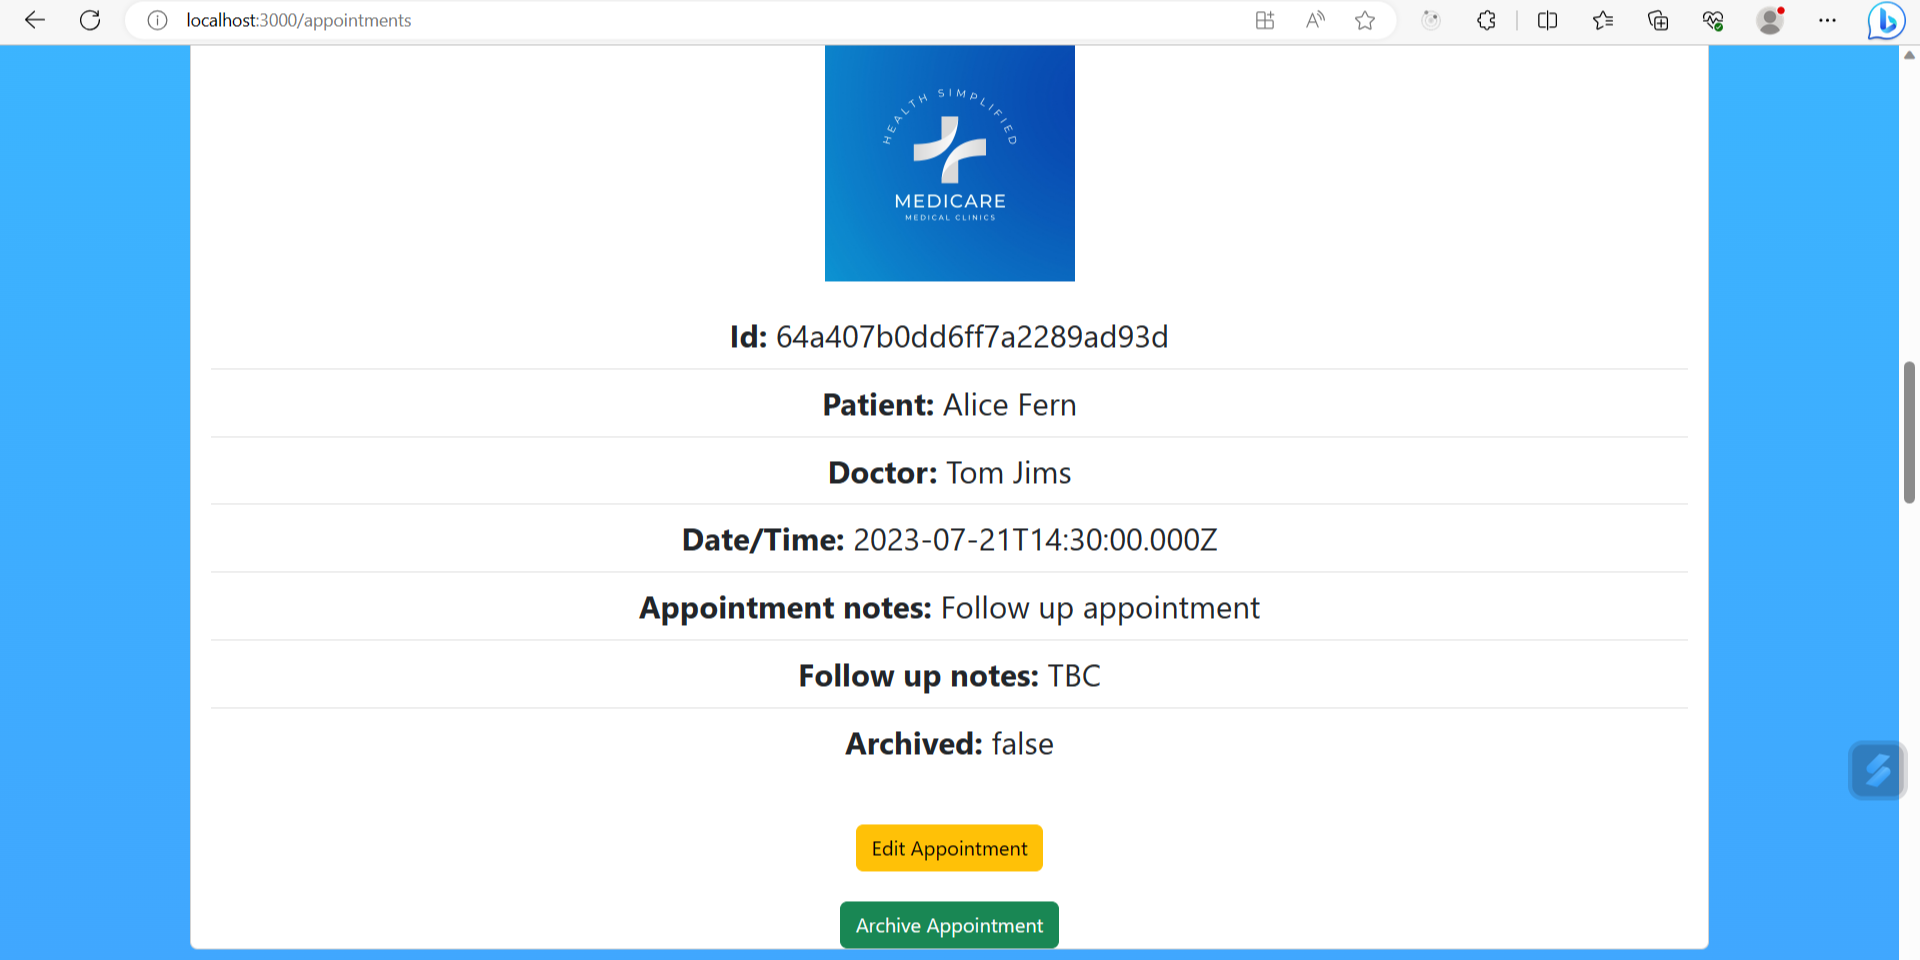 localhost:3000/appointments
HEALTH SIMPLIFIED
MEDICARE
MEDICAL CLINICS
Id: 64a407b0dd6ff7a2289ad93d
Patient: Alice Fern
Doctor: Tom Jims
Date/Time: 2023-07-21T14:30:00.000Z
Appointment notes: Follow up appointment
Follow up notes: TBC
Archived: false
Edit Appointment
Archive Appointment